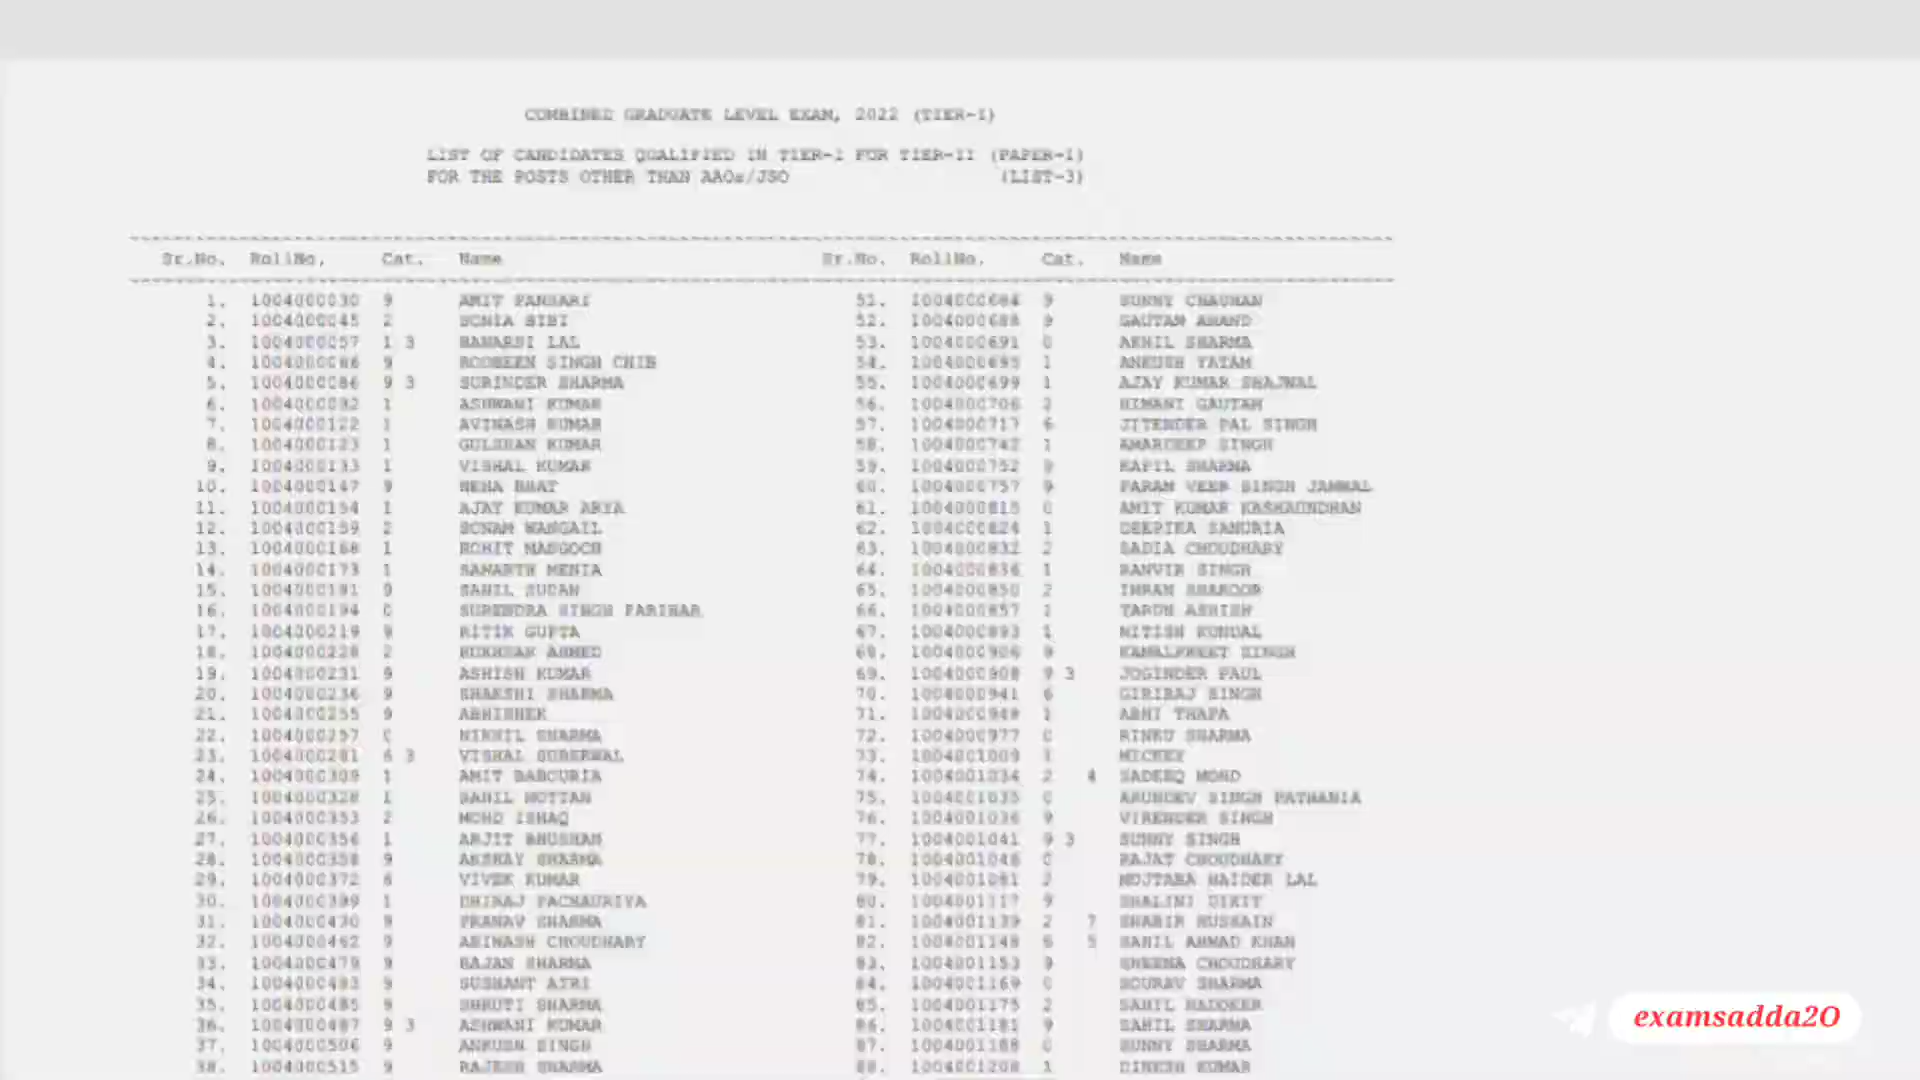 COMBINED GRADUATE LEVEL EXAM, 2022 (TIER-I)
LIST OF CANDIDATES QUALIFIED IN TIER-I FOR TIER-II (PAPER-I)
FOR THE POSTS OTHER THAN AAOs/JSO (LIST-3)
Sr.No. RollNo. Cat. Name Sr.No. RollNo. Cat. Name
1. 1004000030 9 AMIT PANSARI 51. 1004000684 9 SUNNY CHAUHAN
2. 1004000045 2 SONIA BIBI 52. 1004000688 9 GAUTAM ANAND
3. 1004000057 1 3 BANARSI LAL 53. 1004000691 0 AKHIL SHARMA
4. 9 SINGH CHIB 54. 1004000695 1 ANKUSH
5. 1004000086 9 3 SURINDER SHARMA 55. 1004000699 1 AJAY KUMAR
6. 1004000092 1 ASHWANI KUMAR 56. 1004000706 2 HIMANI GAUTAM
7. 1004000122 1 AVINASH KUMAR 57. 1004000717 6 JITENDER PAL SINGH
8. 1004000123 1 GULSHAN KUMAR 58. 1004000742 1 AMARDEEP SINGH
9. 1004000133 1 VISHAL KUMAR 59. 1004000752 9 KAPIL SHARMA
10. 1004000147 9 NEHA BHAT 60. 1004000757 9 PARAM VEER SINGH JAMWAL
11. 1004000154 1 AJAY KUMAR ARYA 61. 1004000815 0 AMIT KUMAR
12. 1004000159 2 SONAM 62. 1004000824 1 DEEPIKA
13. 1004000168 1 ROHIT 63. 1004000832 2 SADIA CHOUDHARY
14. 1004000173 1 SAMARTH 64. 1004000836 1 RANVIR SINGH
15. 1004000191 9 SAHIL SUDAN 65. 1004000850 2 IMRAN SHAKOOR
16. 1004000194 0 SURENDRA SINGH PARIHAR 66. 1004000857 1 TARUN ASHISH
17. 1004000219 9 RITIK GUPTA 67. 1004000893 1 NITISH KUNDAL
18. 1004000228 2 AHMED 68. 1004000906 9 KAMALPREET SINGH
19. 1004000231 9 ASHISH KUMAR 69. 1004000908 9 3 JOGINDER PAUL
20. 1004000236 9 SHAKSHI SHARMA 70. 1004000941 6 GIRIRAJ SINGH
21. 1004000255 9 ABHISHEK 71. 1 ABHI THAPA
22. 1004000257 0 NIKHIL SHARMA 72. 1004000977 0 RINKU SHARMA
23. 1004000281 6 3 VISHAL 73. 1004001009 1 MICKEY
24. 1004000309 1 AMIT BABOURIA 74. 1004001034 2 4 SADEEQ MOHD
25. 1004000328 1 SAHIL MOTTAN 75. 1004001035 0 ARUNDEV SINGH PATHANIA
26. 1004000353 2 MOHD ISHAQ 76. 1004001036 9 VIRENDER SINGH
27. 1004000356 1 ARJIT BHUSHAN 77. 1004001041 9 3 SUNNY SINGH
28. 1004000358 9 AKSHAY SHARMA 78. 1004001046 0 RAJAT CHOUDHARY
29. 1004000372 6 VIVEK KUMAR 79. 1004001081 2 MUJTABA HAIDER LAL
30. 1004000399 1 DHIRAJ PACHAURIYA 80. 1004001117 9 SHALINI DIXIT
31. 1004000430 9 PRANAV SHARMA 81. 1004001139 2 7 SHABIR HUSSAIN
32. 1004000462 9 ABINASH CHOUDHARY 82. 1004001148 6 5 SAHIL AHMAD KHAN
33. 1004000479 9 RAJAN SHARMA 83. 1004001153 9 SHEENA CHOUDHARY
34. 1004000483 9 SUSHANT ATRI 84. 1004001169 0 SOURAV SHARMA
35. 1004000485 9 SHRUTI SHARMA 85. 1004001175 2 SAHIL
36. 1004000487 9 3 ASHWANI KUMAR 86. 1004001181 9 SAHIL SHARMA
37. 1004000506 9 ANKUSH SINGH 87. 1004001188 0 SUNNY SHARMA
38. 1004000515 9 RAJESH SHARMA 88. 1004001208 1 DINESH KUMAR
examsadda20